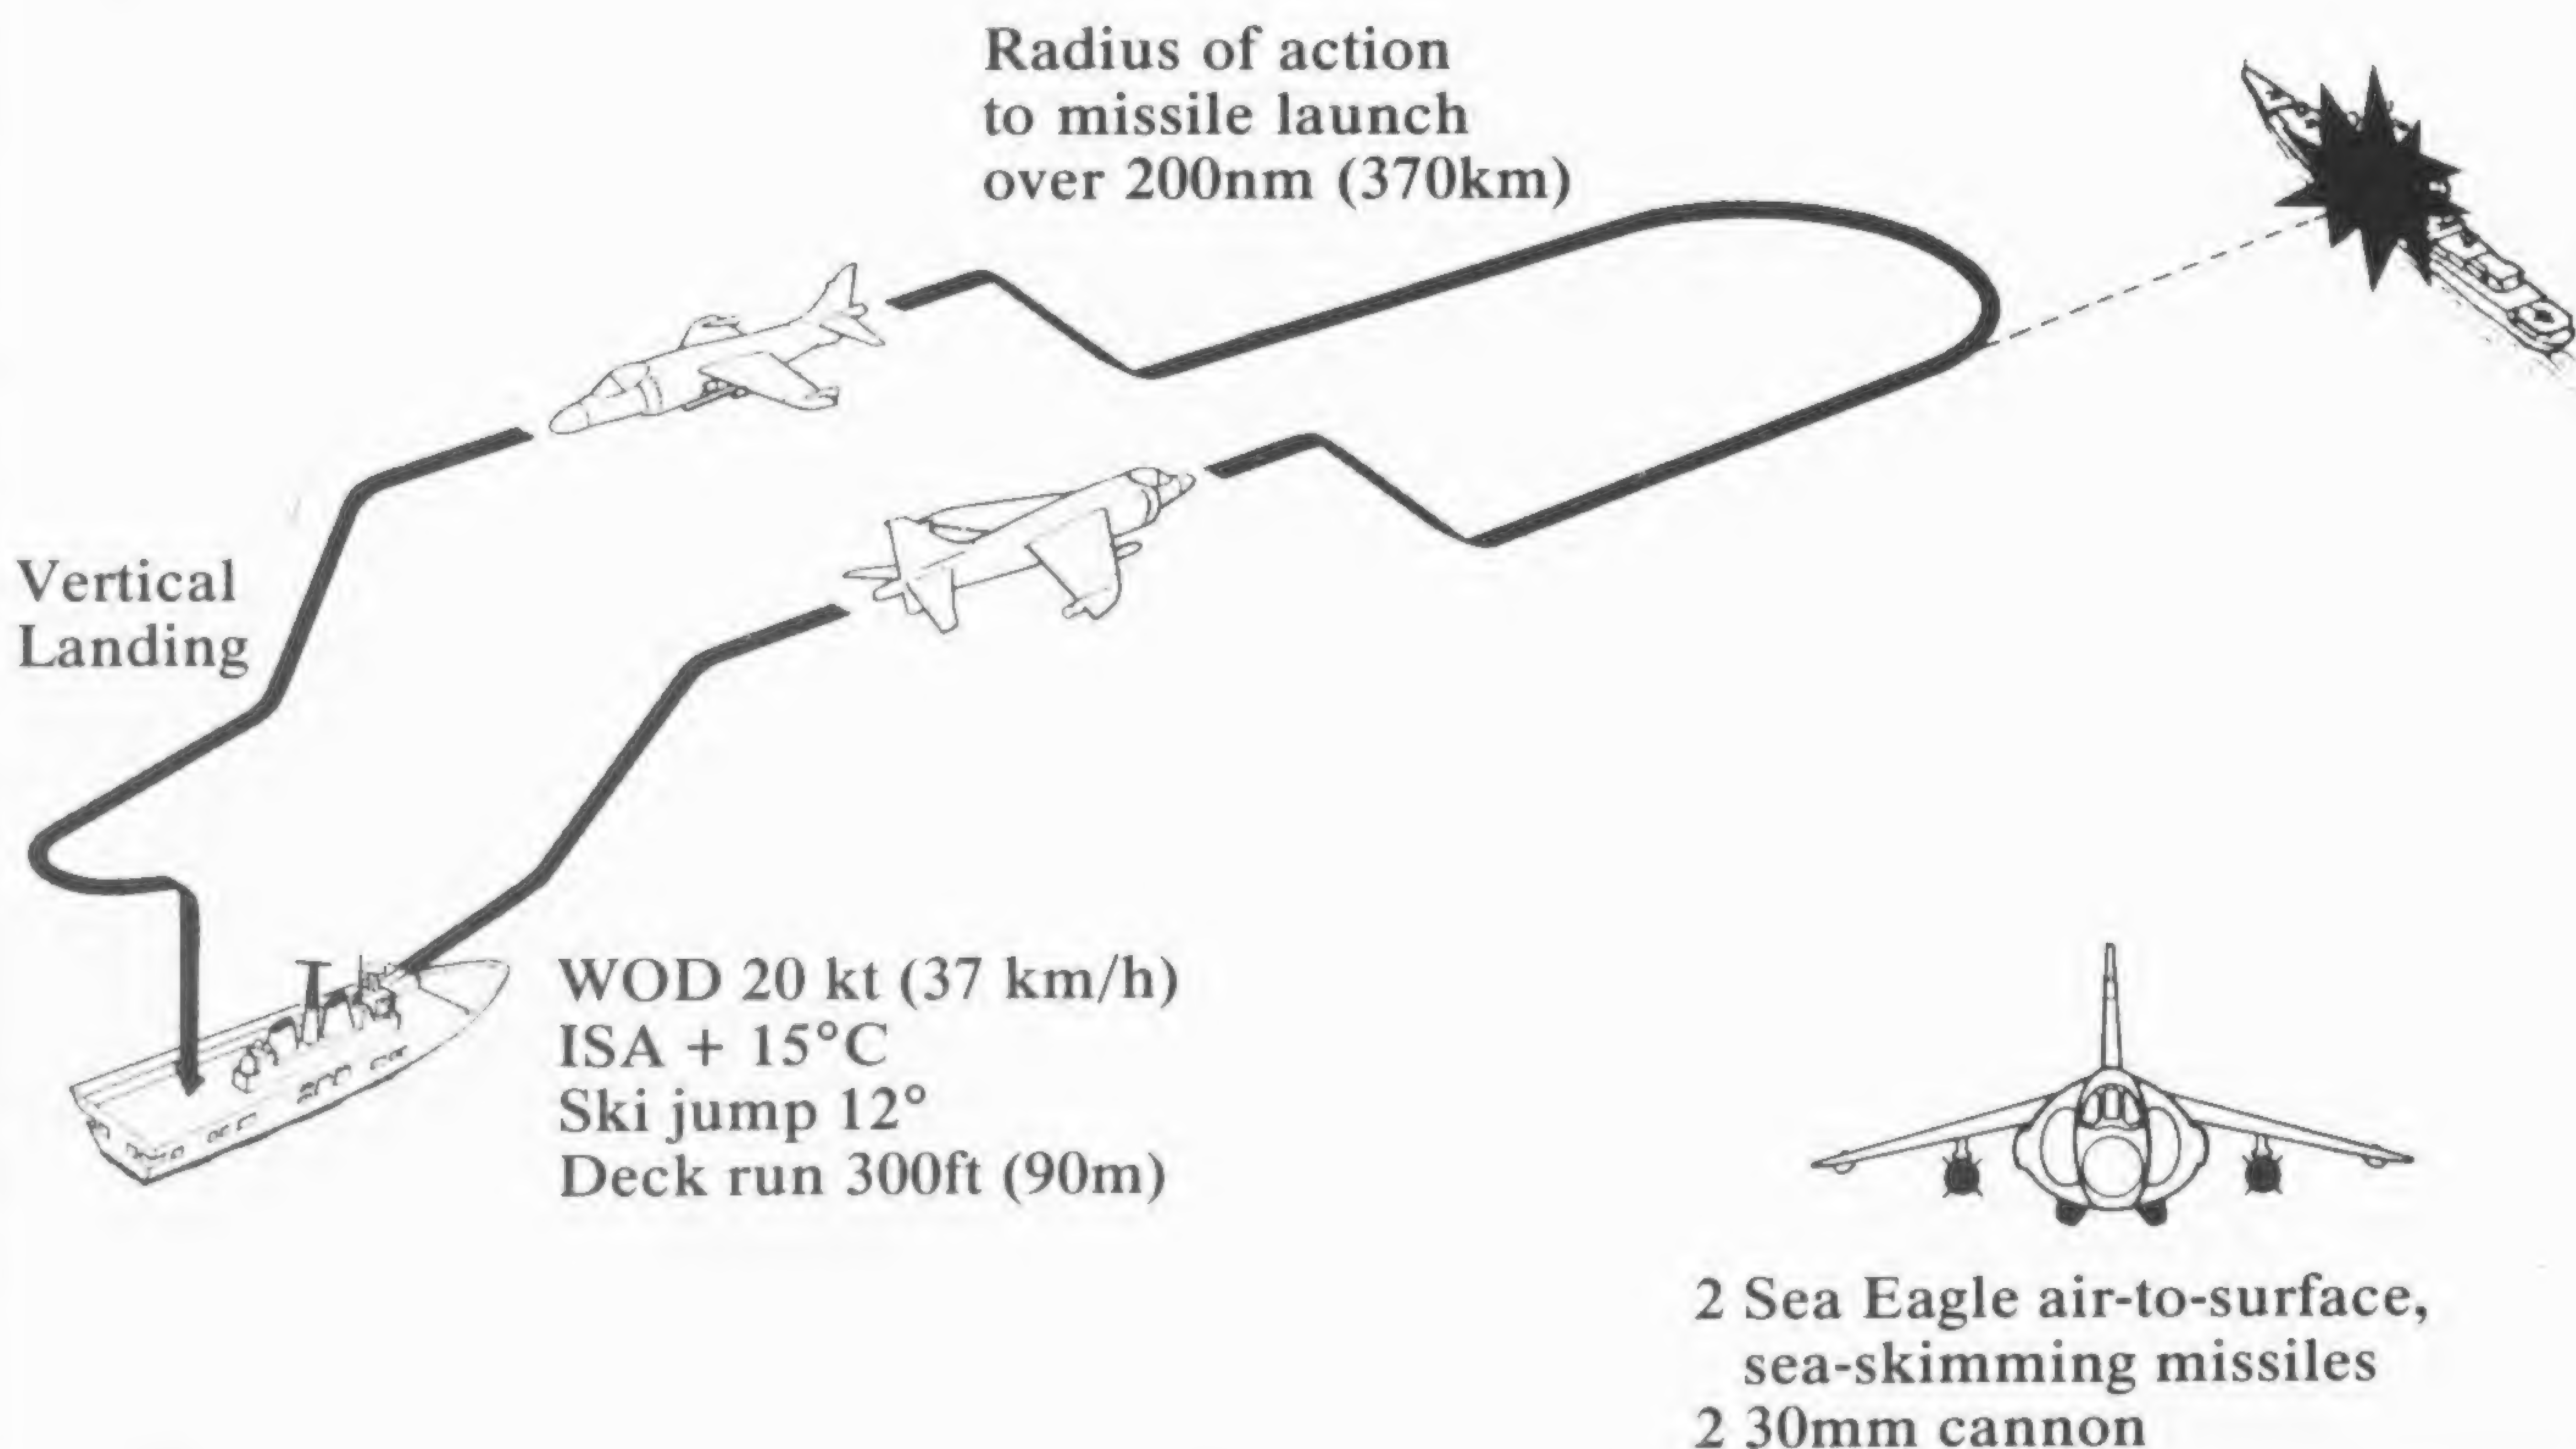 Radius of action
to missile launch
over 200nm (370km)
Vertical
Landing
WOD 20 kt (37 km/h)
ISA + 15°C
Ski jump 12°
Deck run 300ft (90m)
2 Sea Eagle air-to-surface,
sea-skimming missiles
2 30mm cannon